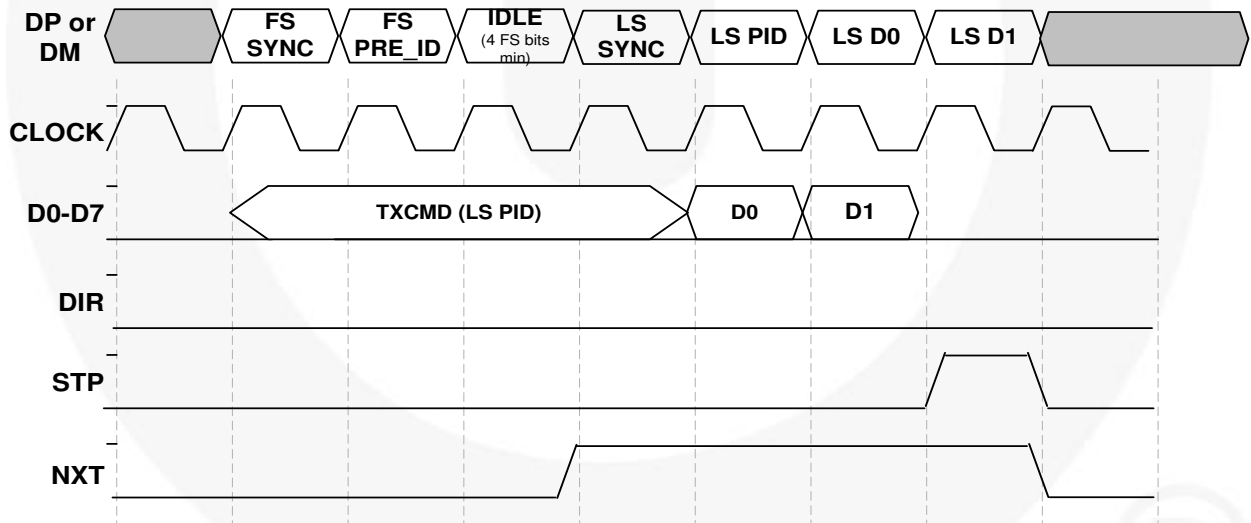 DP or
DM
FS
SYNC
FS
PRE_ID
IDLE
(4 FS bits
min)
LS
SYNC
LS PID
LS D0
LS D1
CLOCK
D0-D7
TXCMD (LS PID)
D0
D1
DIR
STP
NXT